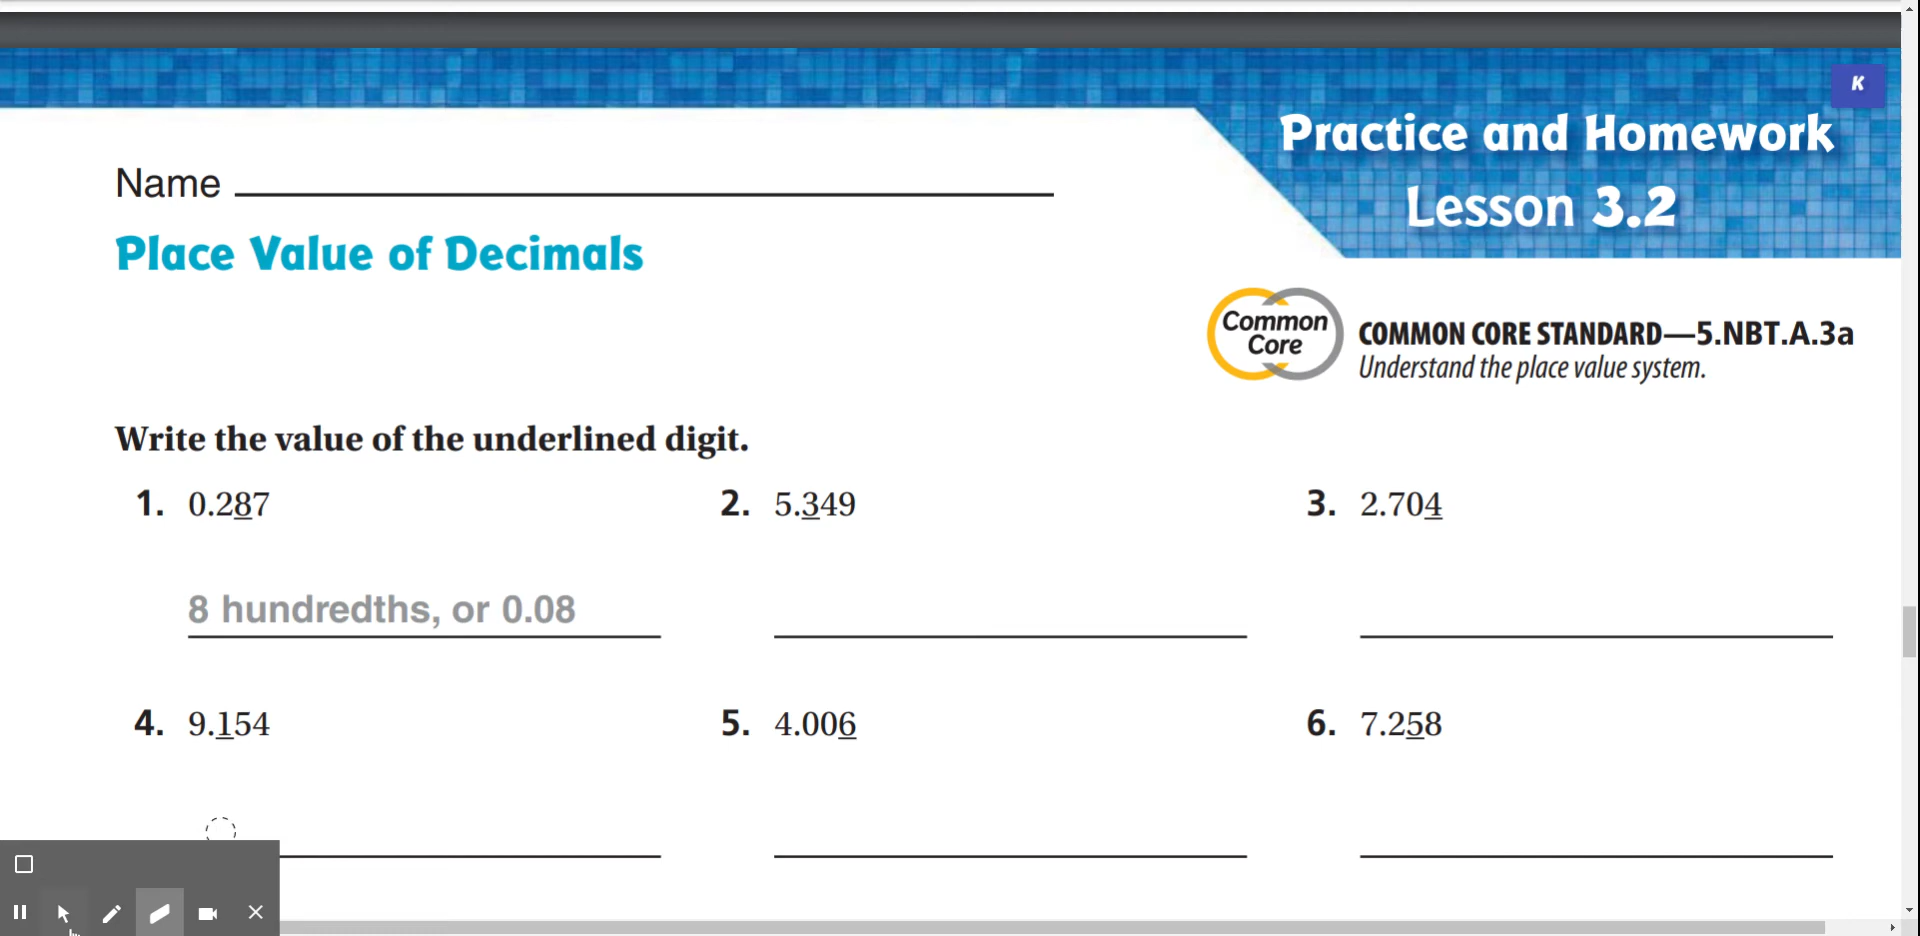 K
Practice and Homework
Lesson 3.2
Name
Place Value of Decimals
Common
Core
COMMON CORE STANDARD—5.NBT.A.3a
Understand the place value system.
Write the value of the underlined digit.
1. 0.287
2. 5.349
3. 2.704
8 hundredths, or 0.08
4. 9.154
5. 4.006
6. 7.258